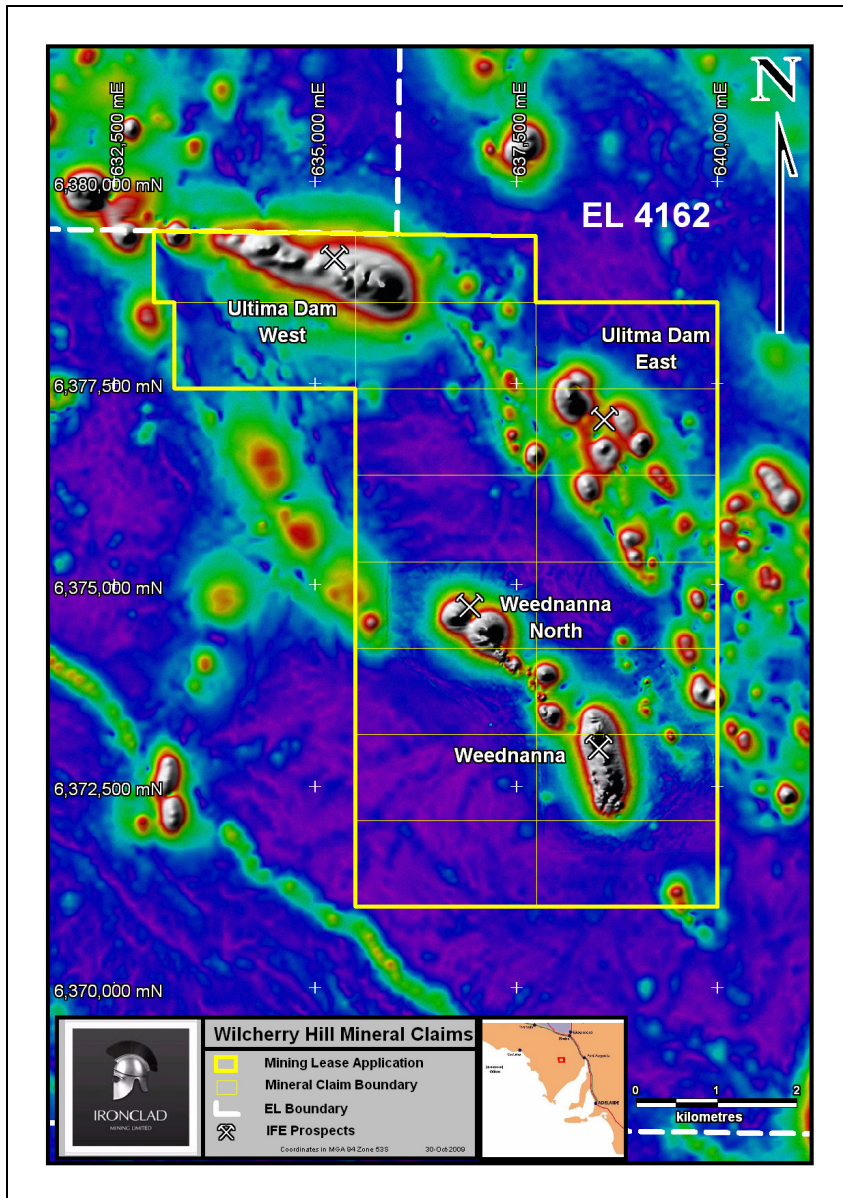 632,500 mE
635,000 mE
637,500 mE
640,000 mE
N
6,380,000 mN
EL 4162
Ultima Dam
West
Ulitma Dam
East
6,377,500 mN
6,375,000 mN
Weednanna
North
Weednanna
6,372,500 mN
6,370,000 mN
IRONCLAD
MINING LIMITED
Wilcherry Hill Mineral Claims
Mining Lease Application
Mineral Claim Boundary
EL Boundary
IFE Prospects
Coordinates in MGA 94 Zone 53S
30-Oct-2009
Port Augusta
ADELAIDE
0
1
2
kilometres